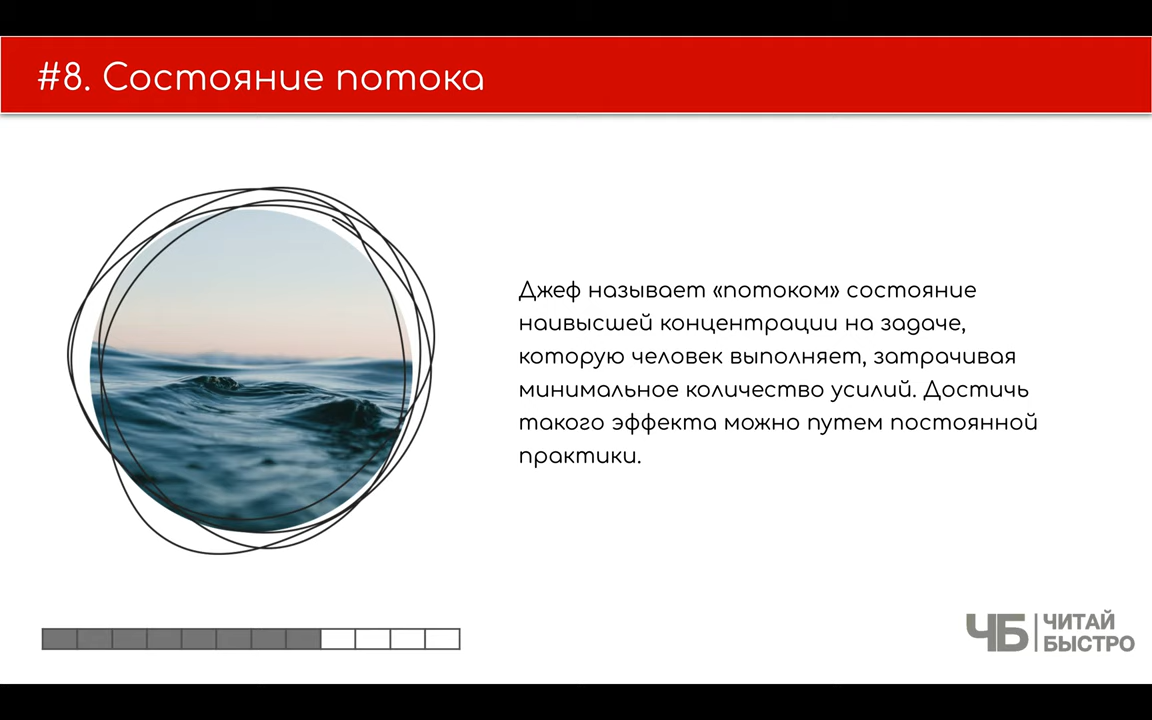 #8. Состояние потока
Джеф называет «потоком» состояние
наивысшей концентрации на задаче,
которую человек выполняет, затрачивая
минимальное количество усилий. Достичь
такого эффекта можно путем постоянной
практики.
ЧБ
ЧИТАЙ
БЫСТРО